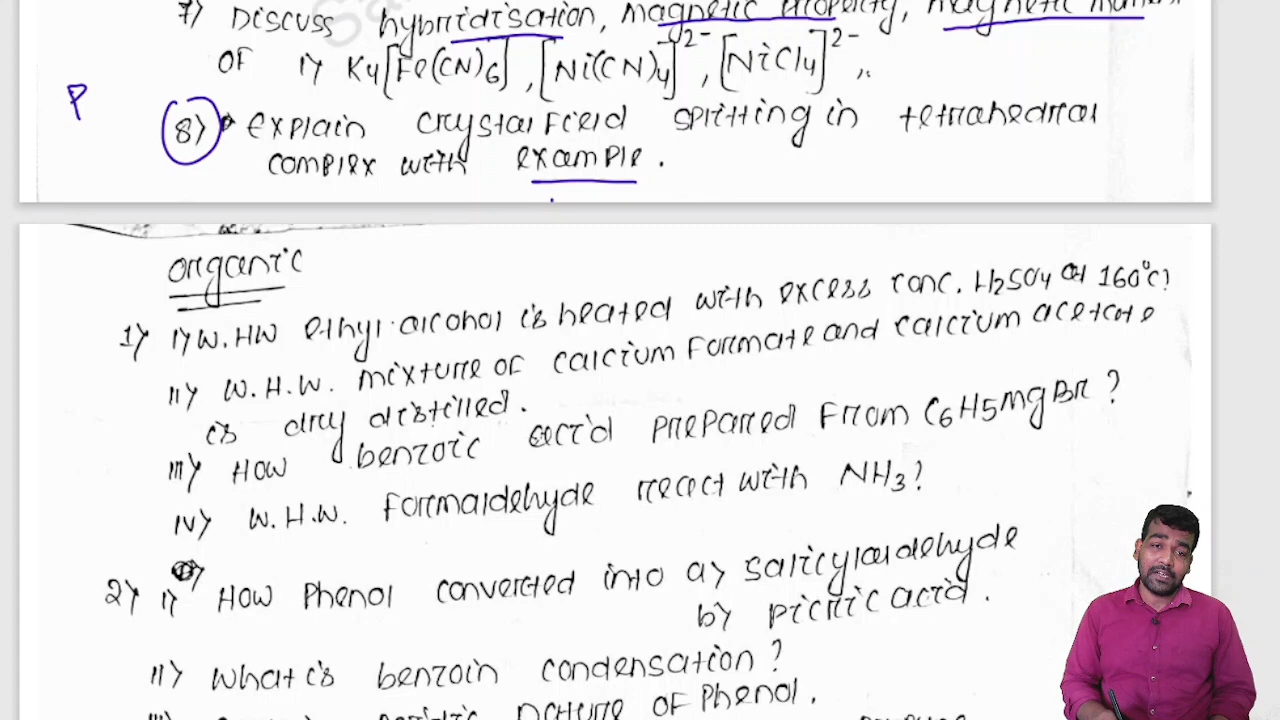 7) Discuss hybridisation, magnetic property, magnetic
of i) K4[Fe(CN)6], [Ni(CN)4]2-, [NiCl4]2-,
P
8) Explain crystal field splitting in tetrahedral
complex with example.
organic
1) i) W.HW ethyl alcohol is heated with excess conc. H2SO4 at 160°C?
ii) W.H.W. mixture of calcium formate and calcium acetate
is dry distilled.
iii) How benzoic acid prepared from C6H5MgBr?
iv) W.H.W. formaldehyde react with NH3?
2) i) How Phenol converted into a) salicylaldehyde
b) picric acid.
ii) What is benzoin condensation?
nature of Phenol.